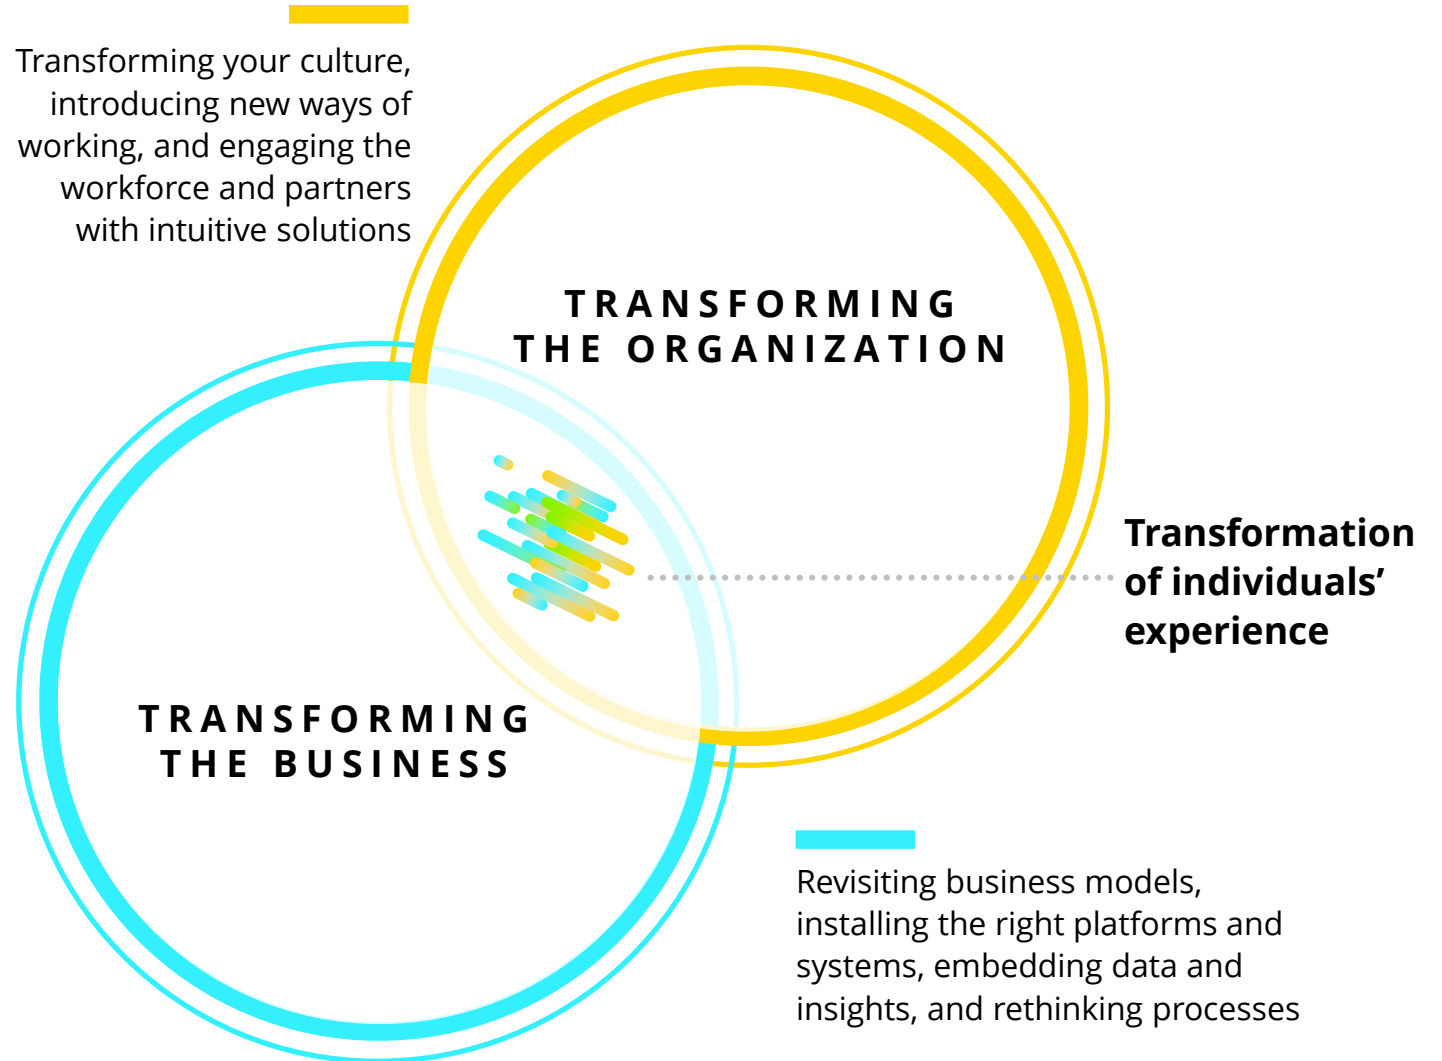 Transforming your culture,
introducing new ways of
working, and engaging the
workforce and partners
with intuitive solutions
TRANSFORMING
THE ORGANIZATION
Transformation
of individuals’
experience
TRANSFORMING
THE BUSINESS
Revisiting business models,
installing the right platforms and
systems, embedding data and
insights, and rethinking processes